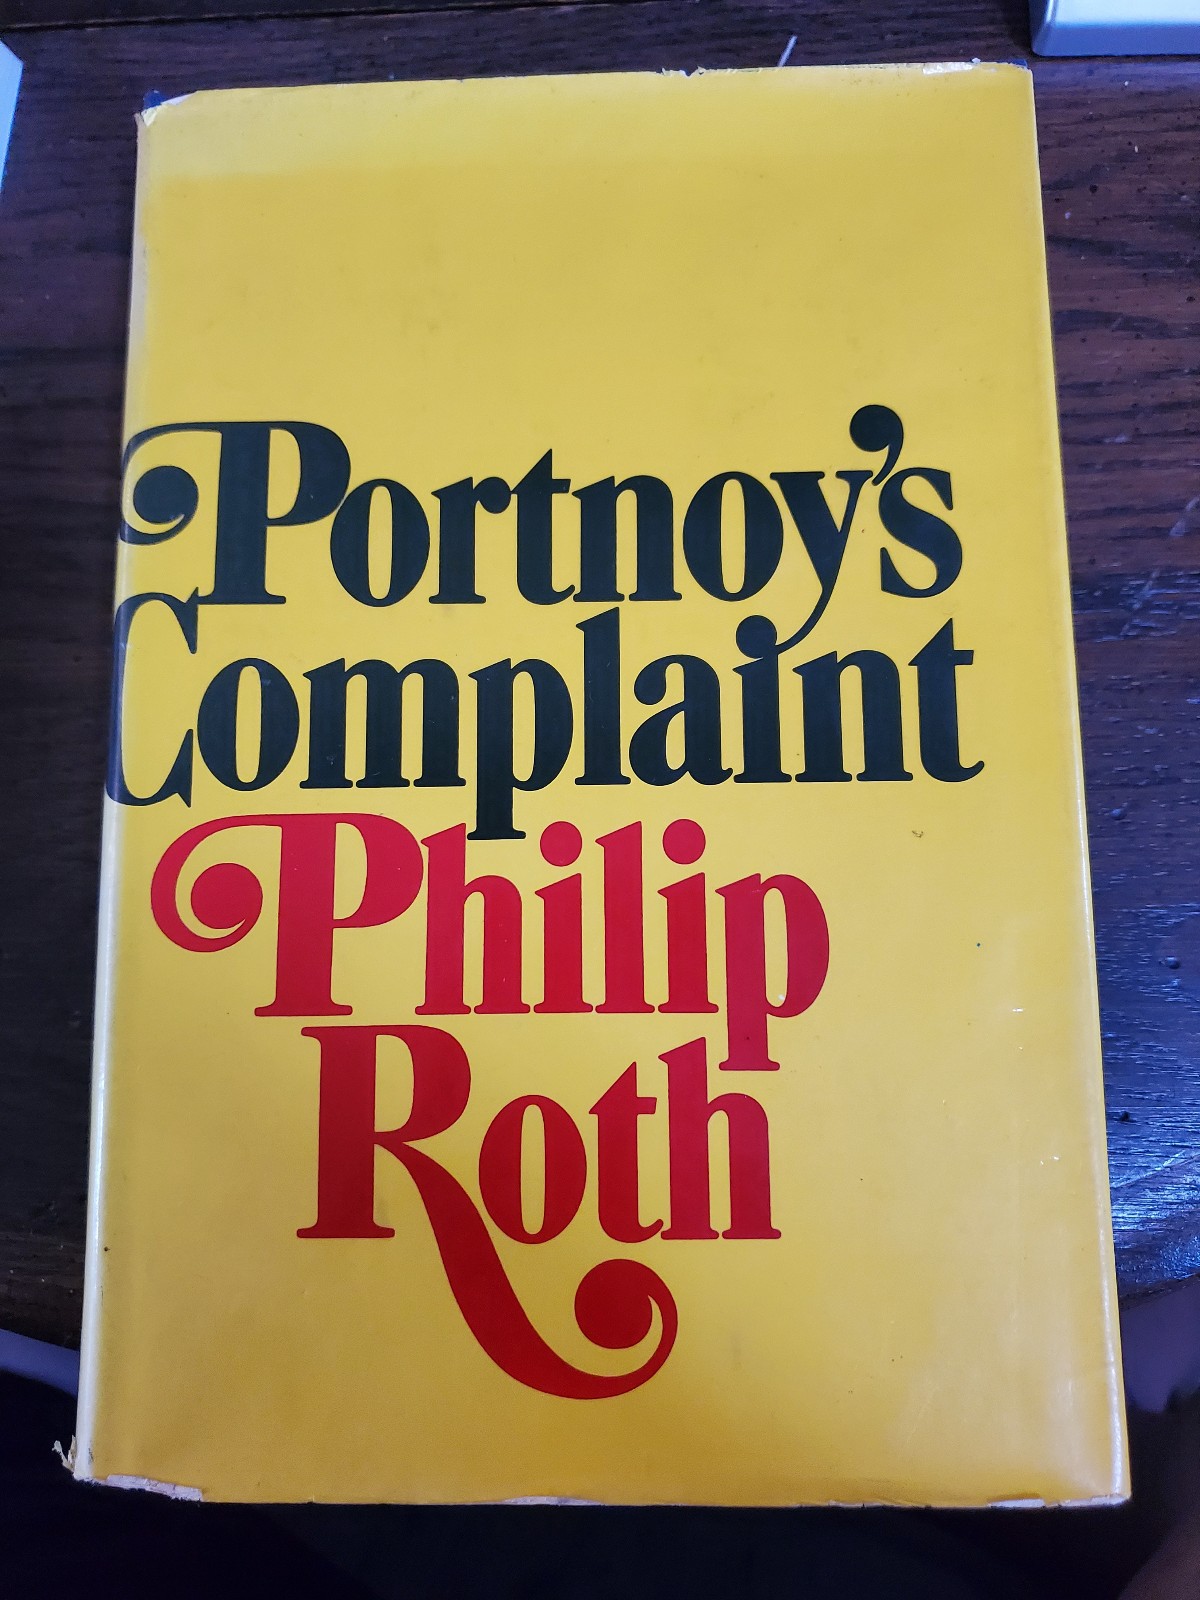 Portnoy's
Complaint
Philip
Roth